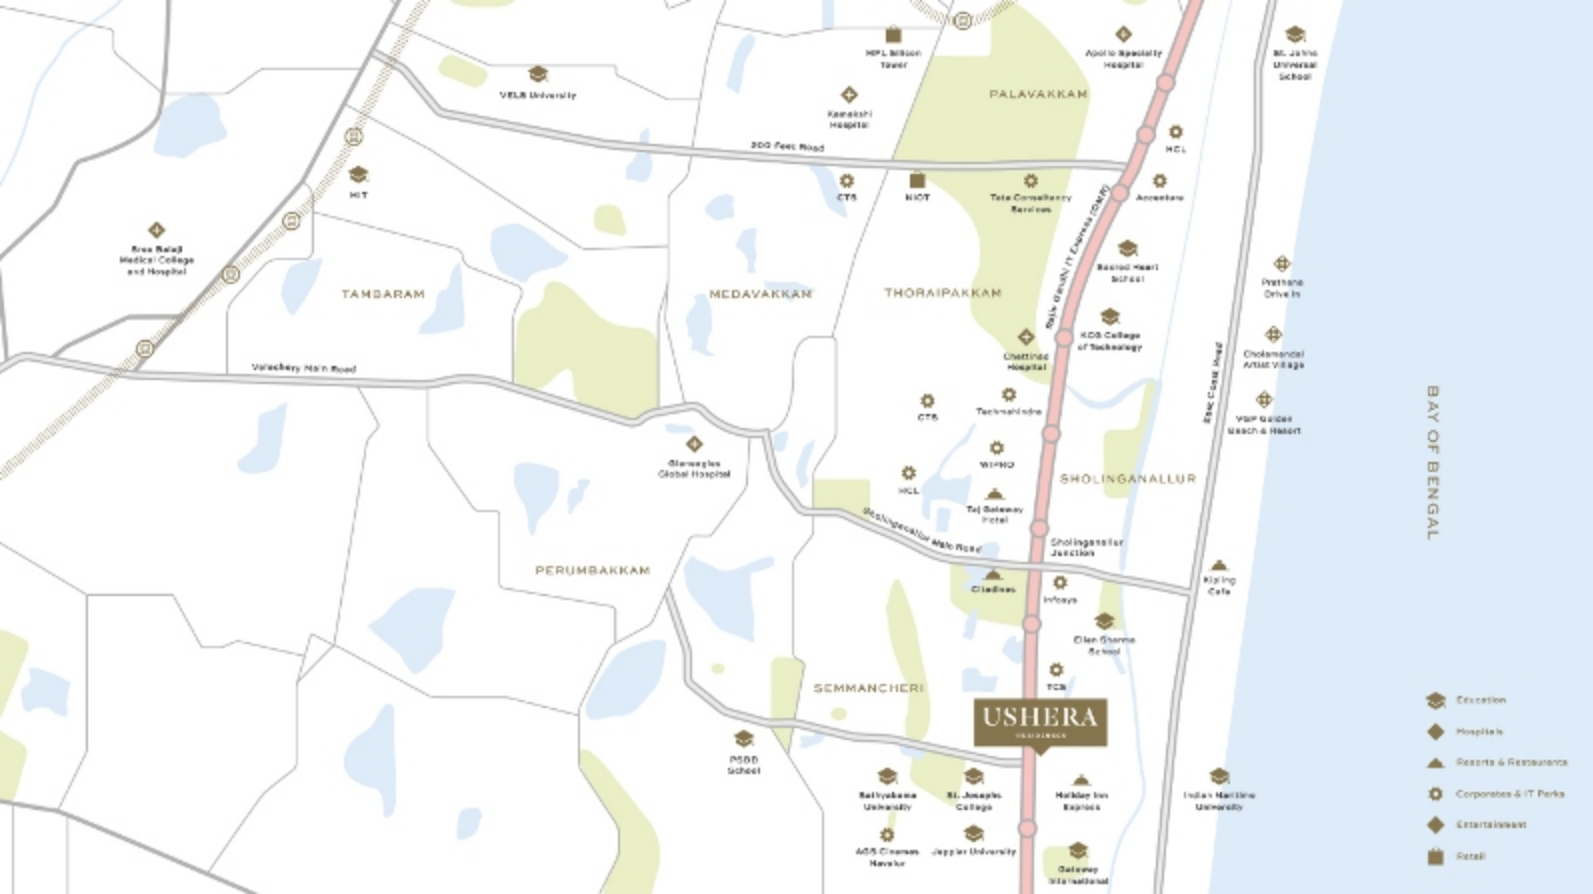 St. Johns
Universal
School
HPL Silicon
Tower
Apollo Speciality
Hospital
VELS University
PALAVAKKAM
Kamakshi
Hospital
HCL
200 Feet Road
HIT
CTS
NIOT
Tata Consultancy
Services
Accenture
Rajiv Gandhi IT Express (OMR)
Sree Balaji
Medical College
and Hospital
Sacred Heart
School
Prathana
Drive In
TAMBARAM
MEDAVAKKAM
THORAIPAKKAM
KCG College
of Technology
Chettinad
Hospital
Cholamandal
Artist Village
Velachery Main Road
East Coast Road
CTS
Techmahindra
VGP Golden
Beach & Resort
BAY OF BENGAL
Gleneagles
Global Hospital
WIPRO
HCL
SHOLINGANALLUR
Taj Gateway
Hotel
Sholinganallur Main Road
Sholinganallur
Junction
PERUMBAKKAM
Citadines
Infosys
Kipling
Cafe
Ellen Sharma
School
TCS
SEMMANCHERI
USHERA
RESIDENCES
PSBB
School
Sathyabama
University
St. Josephs
College
Holiday Inn
Express
Indian Maritime
University
AGS Cinemas
Navalur
Jeppiar University
Gateway
International
Education
Hospitals
Resorts & Restaurants
Corporates & IT Parks
Entertainment
Retail